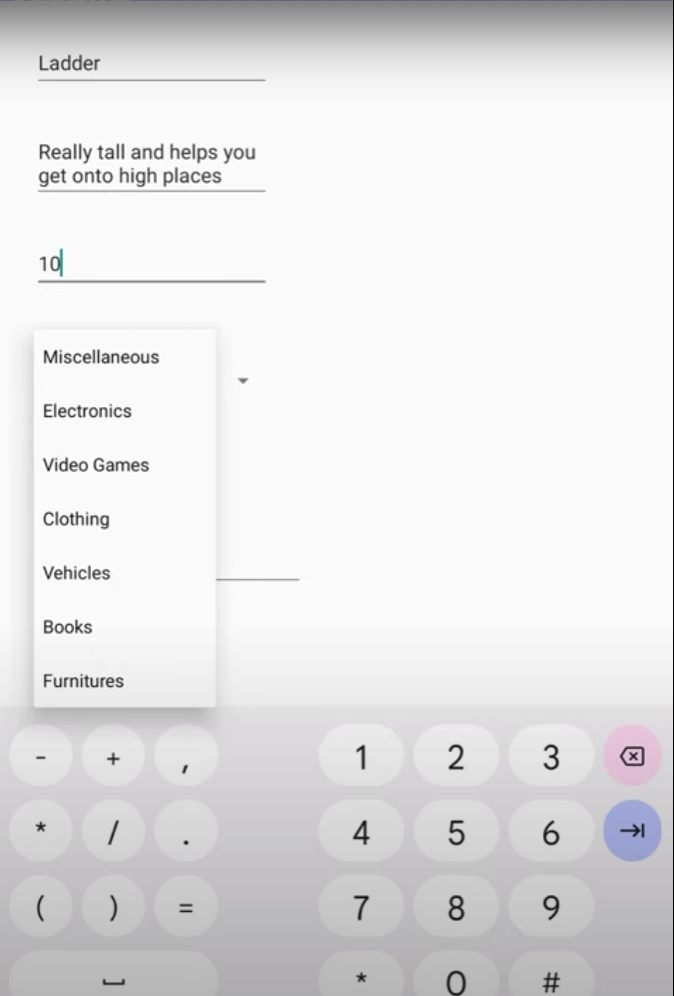 Ladder
Really tall and helps you
get onto high places
10
Miscellaneous
Electronics
Video Games
Clothing
Vehicles
Books
Furnitures
- + , 1 2 3
* / . 4 5 6
( ) = 7 8 9
* 0 #